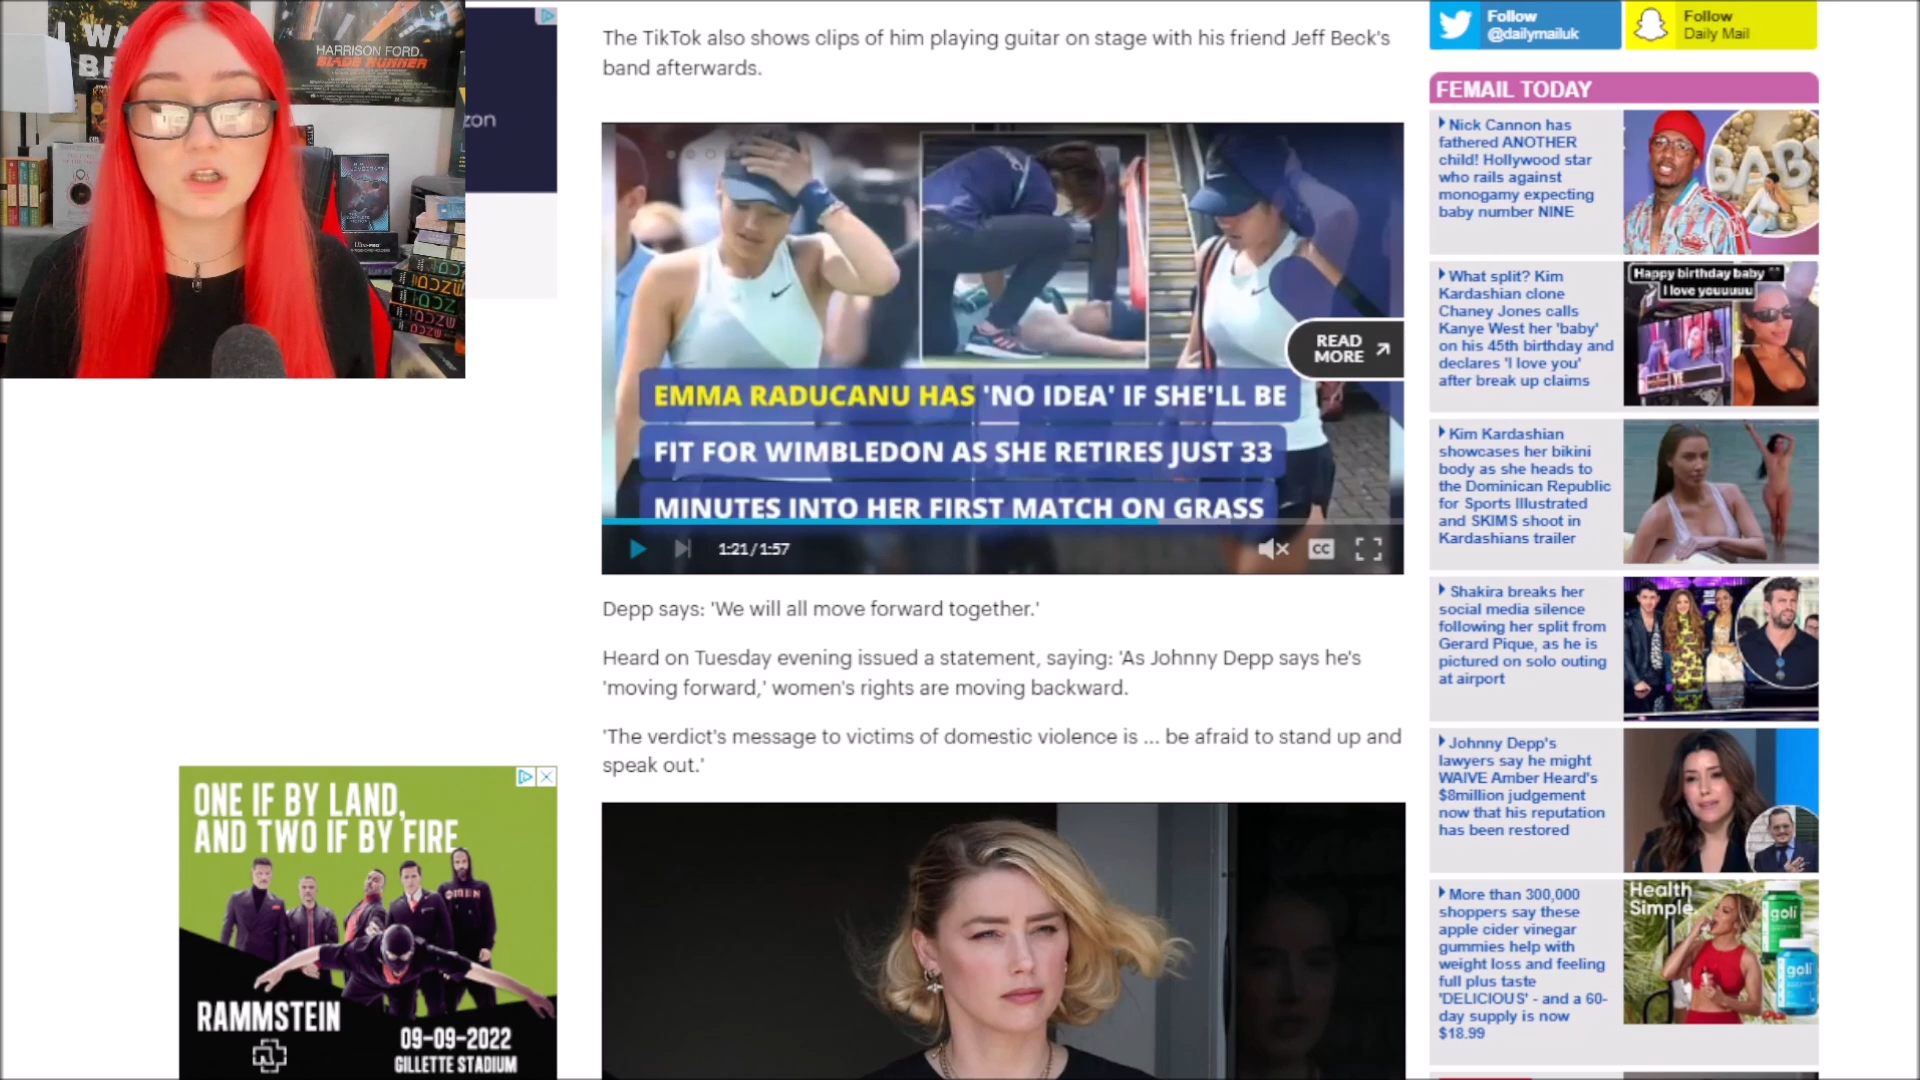 HARRISON FORD
BLADE RUNNER
zon
The TikTok also shows clips of him playing guitar on stage with his friend Jeff Beck's
band afterwards.
READ
MORE
EMMA RADUCANU HAS 'NO IDEA' IF SHE'LL BE
FIT FOR WIMBLEDON AS SHE RETIRES JUST 33
MINUTES INTO HER FIRST MATCH ON GRASS
1:21 / 1:57
CC
Depp says: 'We will all move forward together.'
Heard on Tuesday evening issued a statement, saying: 'As Johnny Depp says he's
'moving forward,' women's rights are moving backward.
'The verdict's message to victims of domestic violence is ... be afraid to stand up and
speak out.'
ONE IF BY LAND,
AND TWO IF BY FIRE
RAMMSTEIN
09-09-2022
GILLETTE STADIUM
Follow
@dailymailuk
Follow
Daily Mail
FEMAIL TODAY
Nick Cannon has
fathered ANOTHER
child! Hollywood star
who rails against
monogamy expecting
baby number NINE
BABY
What split? Kim
Kardashian clone
Chaney Jones calls
Kanye West her 'baby'
on his 45th birthday and
declares 'I love you'
after break up claims
Happy birthday baby
I love youuuuu
Kim Kardashian
showcases her bikini
body as she heads to
the Dominican Republic
for Sports Illustrated
and SKIMS shoot in
Kardashians trailer
Shakira breaks her
social media silence
following her split from
Gerard Pique, as he is
pictured on solo outing
at airport
Johnny Depp's
lawyers say he might
WAIVE Amber Heard's
$8million judgement
now that his reputation
has been restored
More than 300,000
shoppers say these
apple cider vinegar
gummies help with
weight loss and feeling
full plus taste
'DELICIOUS' - and a 60-
day supply is now
$18.99
Health
Simple.
goli
goli